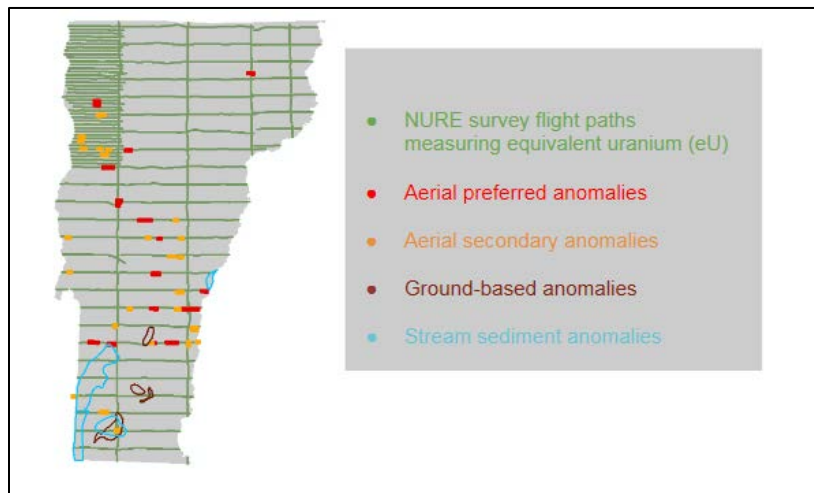 NURE survey flight paths
measuring equivalent uranium (eU)
Aerial preferred anomalies
Aerial secondary anomalies
Ground-based anomalies
Stream sediment anomalies